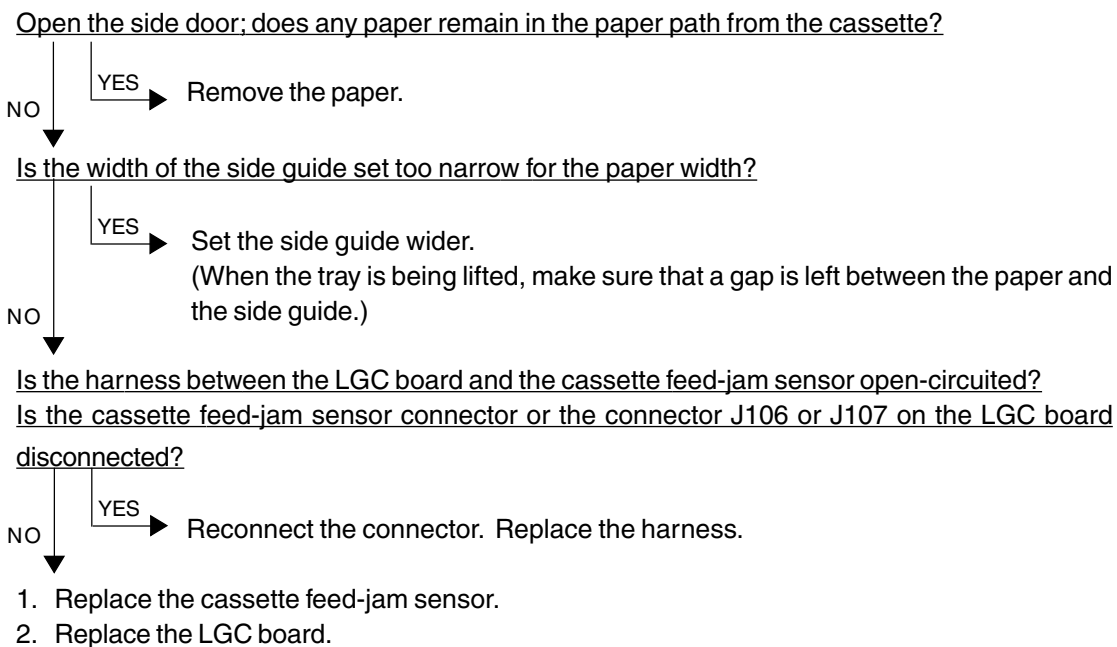 Open the side door; does any paper remain in the paper path from the cassette?
YES
Remove the paper.
NO
Is the width of the side guide set too narrow for the paper width?
YES
Set the side guide wider.
(When the tray is being lifted, make sure that a gap is left between the paper and
the side guide.)
NO
Is the harness between the LGC board and the cassette feed-jam sensor open-circuited?
Is the cassette feed-jam sensor connector or the connector J106 or J107 on the LGC board
disconnected?
YES
Reconnect the connector. Replace the harness.
NO
1. Replace the cassette feed-jam sensor.
2. Replace the LGC board.